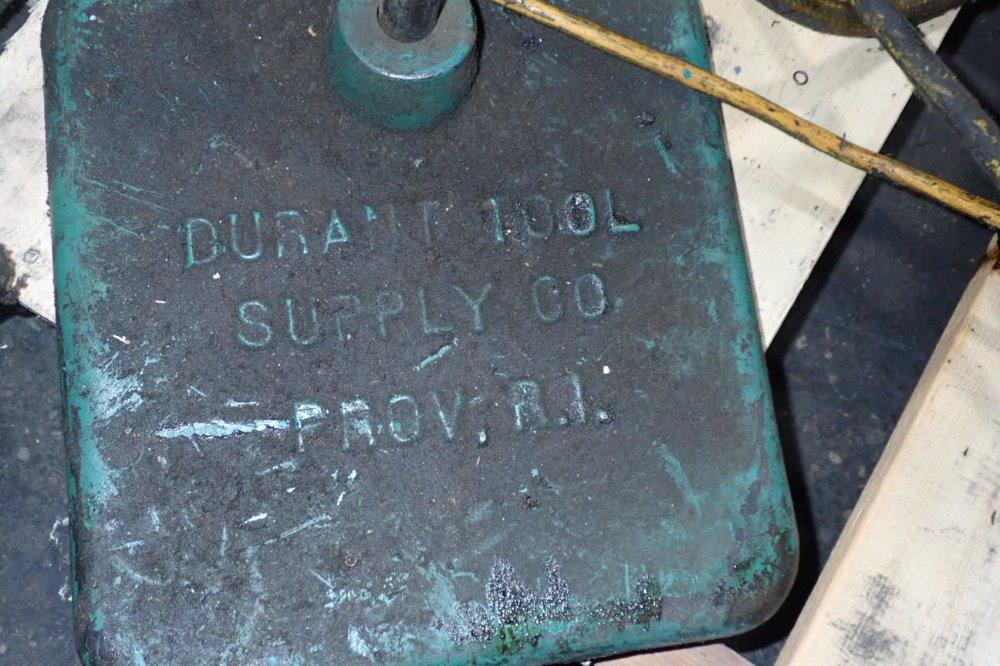 DURANT TOOL
SUPPLY CO
PROV, R.I.